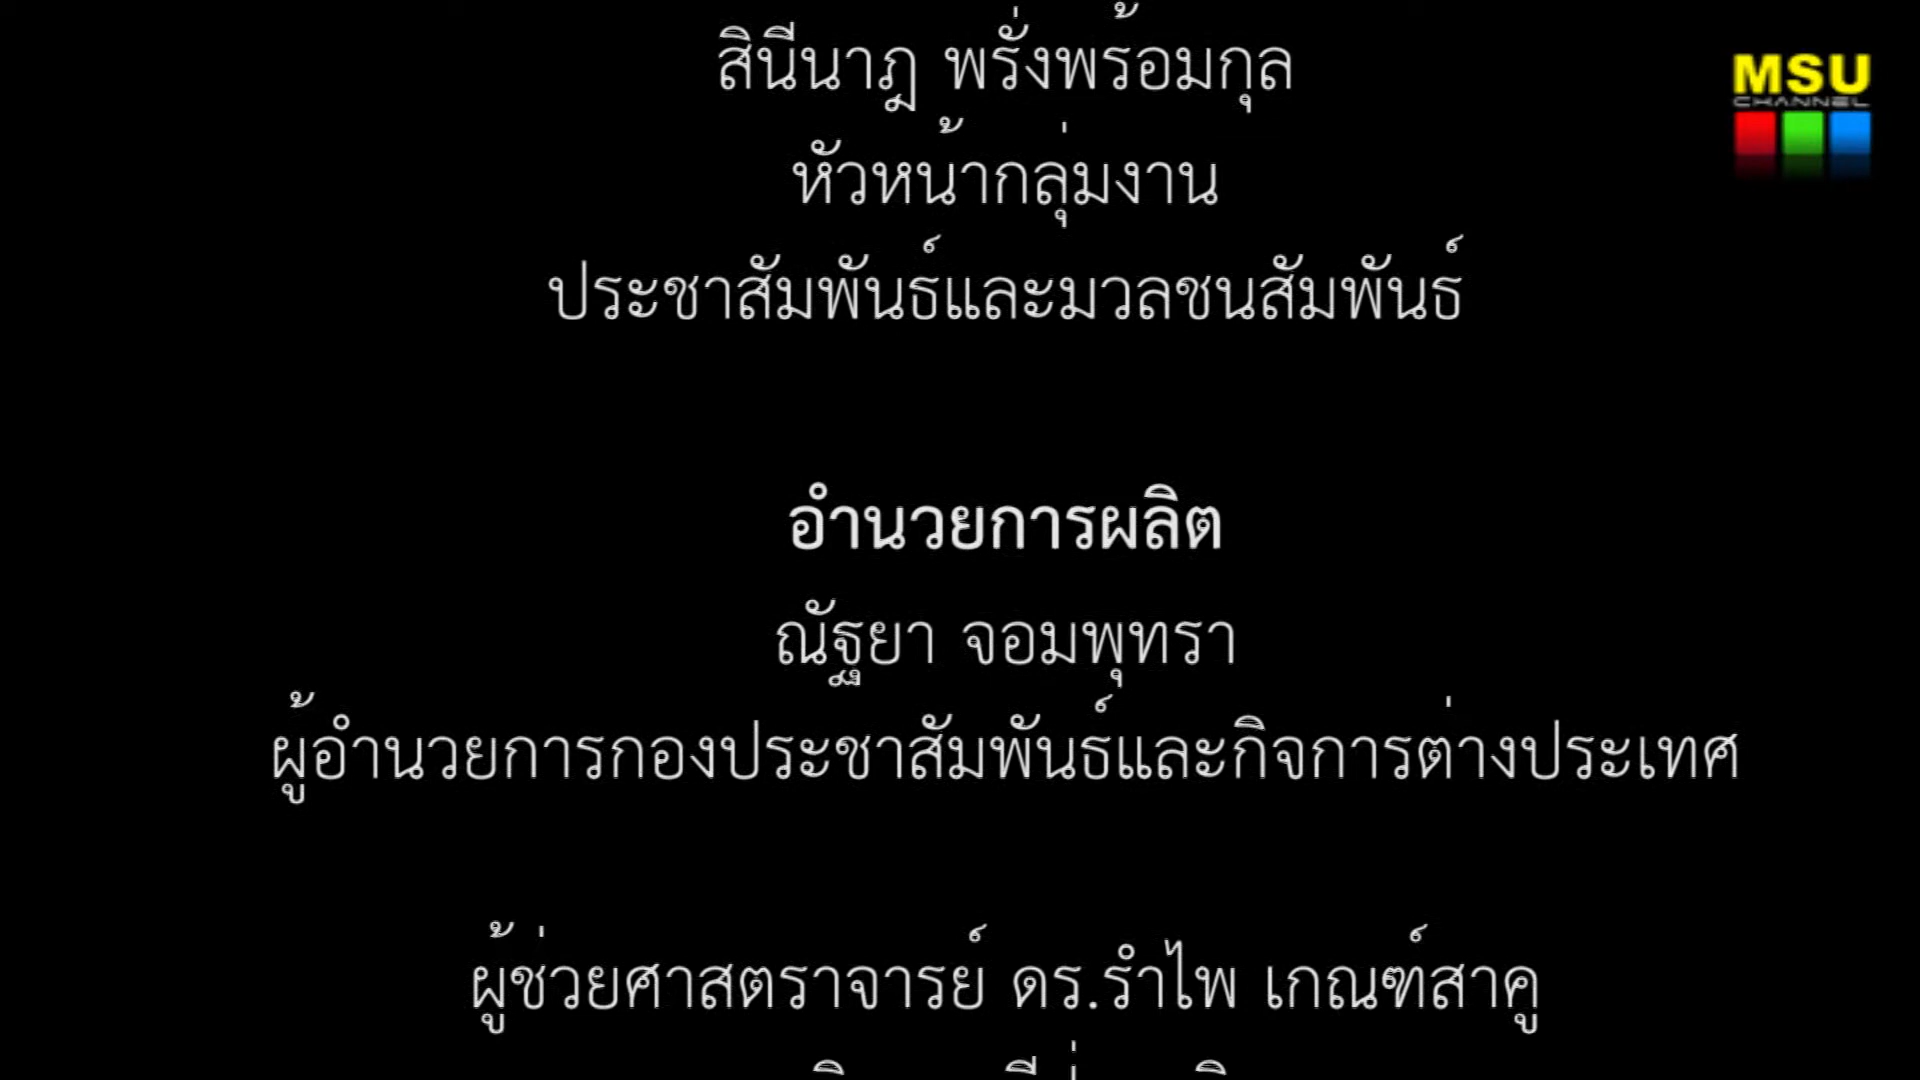 สินีนาฏ พรั่งพร้อมกุล
MSU
CHANNEL
หัวหน้ากลุ่มงาน
ประชาสัมพันธ์และมวลชนสัมพันธ์
อำนวยการผลิต
ณัฐยา จอมพุทรา
ผู้อำนวยการกองประชาสัมพันธ์และกิจการต่างประเทศ
ผู้ช่วยศาสตราจารย์ ดร.รำไพ เกณฑ์สาคู